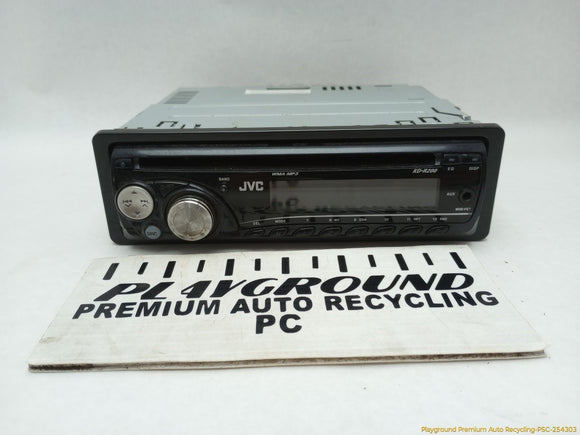 WMA MP3
KD-R200
BAND
EQ
DISP
JVC
AUX
SEL
MODE
PLAYGROUND
PREMIUM AUTO RECYCLING
PC
Playground Premium Auto Recycling-PSC-254303